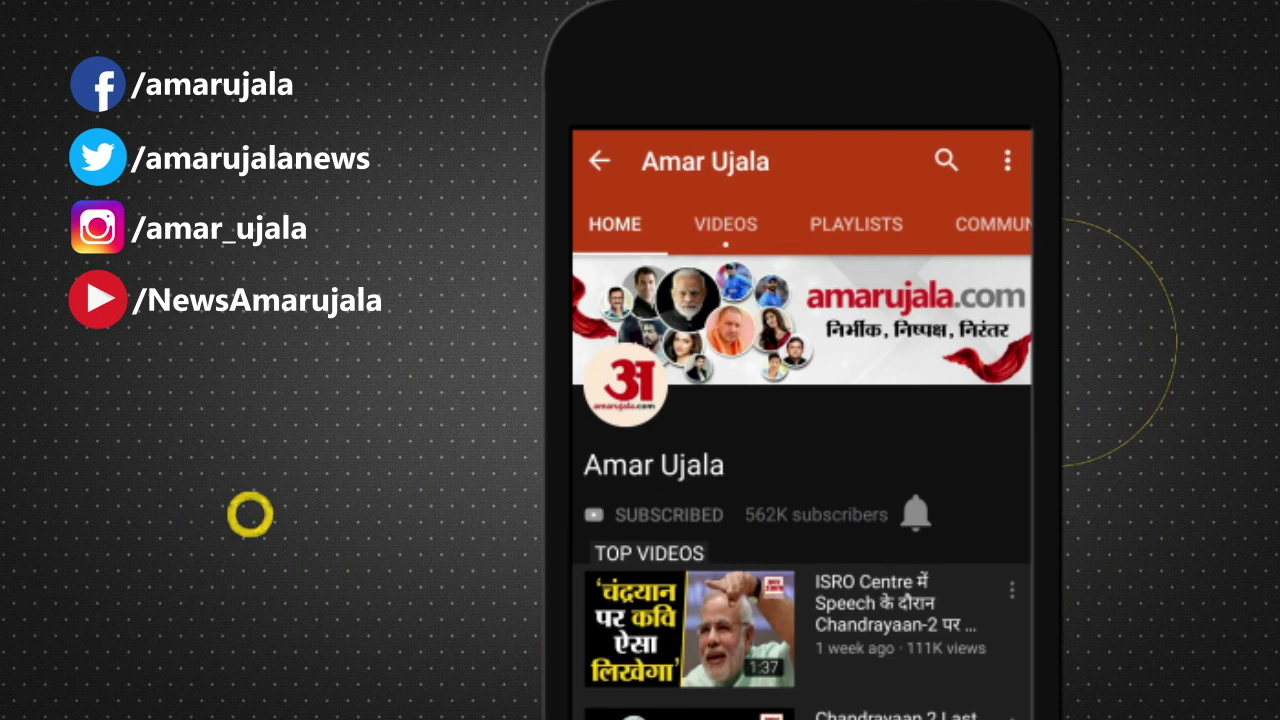 /amarujala
/amarujalanews
/amar_ujala
/NewsAmarujala
Amar Ujala
HOME VIDEOS PLAYLISTS COMMUN
amarujala.com
निर्भीक, निष्पक्ष, निरंतर
अ
amarujala.com
Amar Ujala
SUBSCRIBED 562K subscribers
TOP VIDEOS
‘चंद्रयान
पर कवि
ऐसा
लिखेगा’
1:37
ISRO Centre में
Speech के दौरान
Chandrayaan-2 पर ...
1 week ago · 111K views
Chandrayaan 2 Last